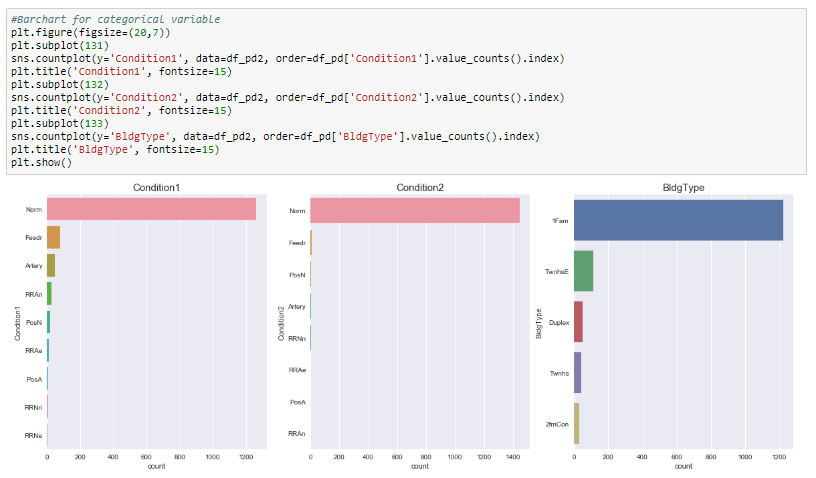 #Barchart for categorical variable
plt.figure(figsize=(20,7))
plt.subplot(131)
sns.countplot(y='Condition1', data=df_pd2, order=df_pd['Condition1'].value_counts().index)
plt.title('Condition1', fontsize=15)
plt.subplot(132)
sns.countplot(y='Condition2', data=df_pd2, order=df_pd['Condition2'].value_counts().index)
plt.title('Condition2', fontsize=15)
plt.subplot(133)
sns.countplot(y='BldgType', data=df_pd2, order=df_pd['BldgType'].value_counts().index)
plt.title('BldgType', fontsize=15)
plt.show()
Condition1
Norm
Feedr
Artery
RRAn
PosN
RRAe
PosA
RRNn
RRNe
Condition1
0 200 400 600 800 1000 1200
count
Condition2
Norm
Feedr
PosN
Artery
RRNn
RRAe
PosA
RRAn
Condition2
0 200 400 600 800 1000 1200 1400
count
BldgType
1Fam
TwnhsE
Duplex
Twnhs
2fmCon
BldgType
0 200 400 600 800 1000 1200
count